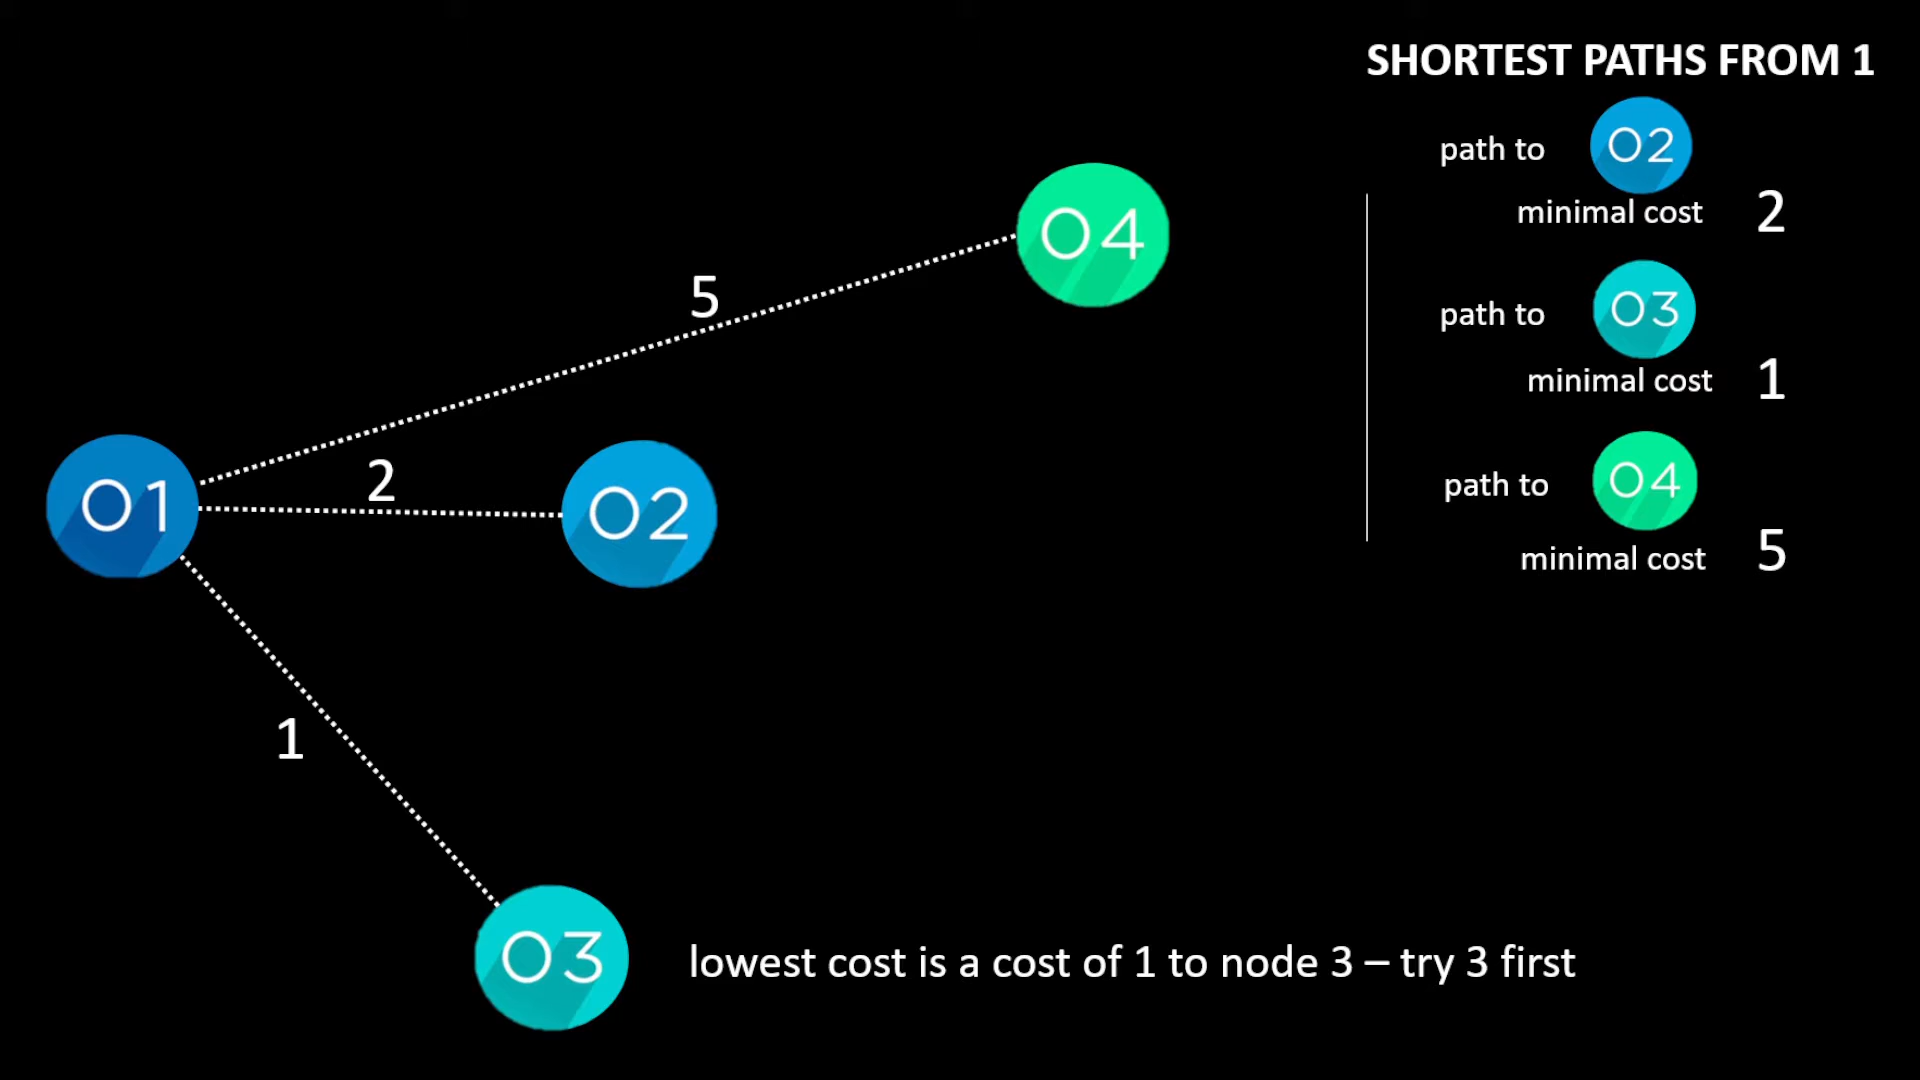 SHORTEST PATHS FROM 1
path to 02
minimal cost 2
path to 03
minimal cost 1
path to 04
minimal cost 5
04
5
2
01
02
1
03
lowest cost is a cost of 1 to node 3 – try 3 first